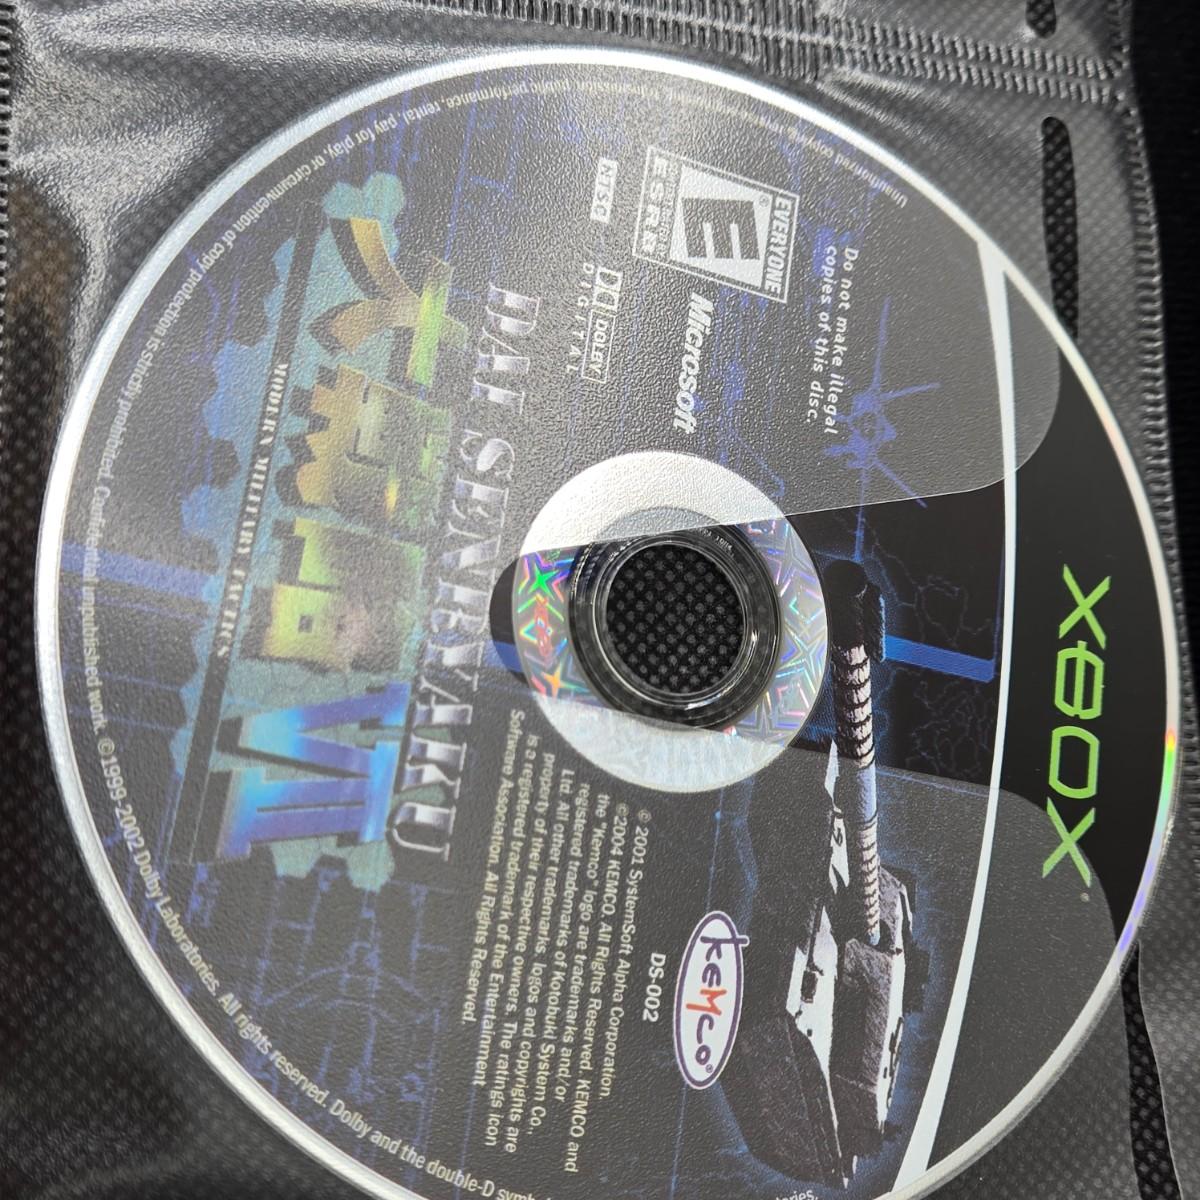 XBOX
Do not make illegal
copies of this disc.
EVERYONE
E
®
ESRB
Microsoft
NTSC
DOLBY
DIGITAL
DAI SENRYAKU
大戦略
VII
MODERN MILITARY TACTICS
KEMCO®
DS-002
© 2001 SystemSoft Alpha Corporation.
©2004 KEMCO. All Rights Reserved. KEMCO and
the "Kemco" logo are trademarks and/or
registered trademarks of Kotobuki System Co.,
Ltd. All other trademarks, logos and copyrights are
property of their respective owners. The ratings icon
is a registered trademark of the Entertainment
Software Association. All Rights Reserved.
Unauthorized copying, public performance, rental, pay for play, or circumvention of copy protection is strictly prohibited. Confidential unpublished work. ©1999-2002 Dolby Laboratories. All rights reserved. Dolby and the double-D symb